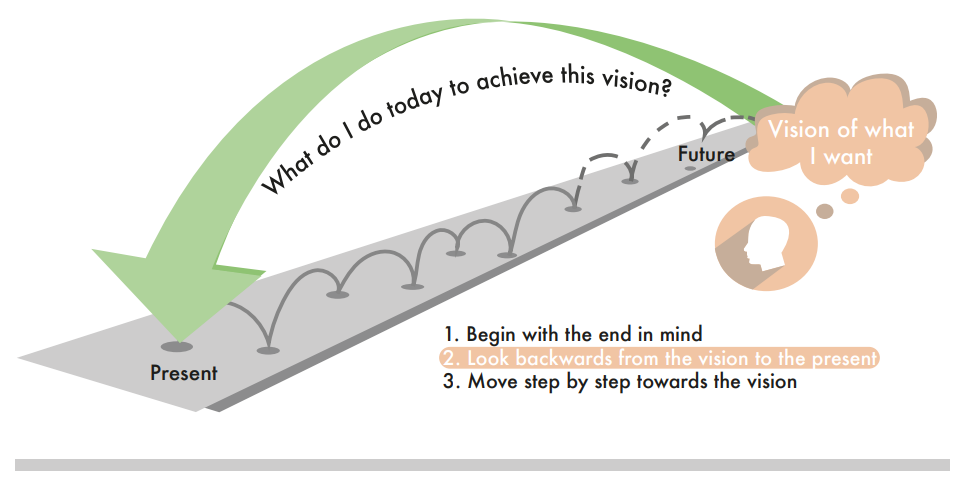 What do I do today to achieve this vision?
Vision of what
I want
Future
Present
1. Begin with the end in mind
2. Look backwards from the vision to the present
3. Move step by step towards the vision